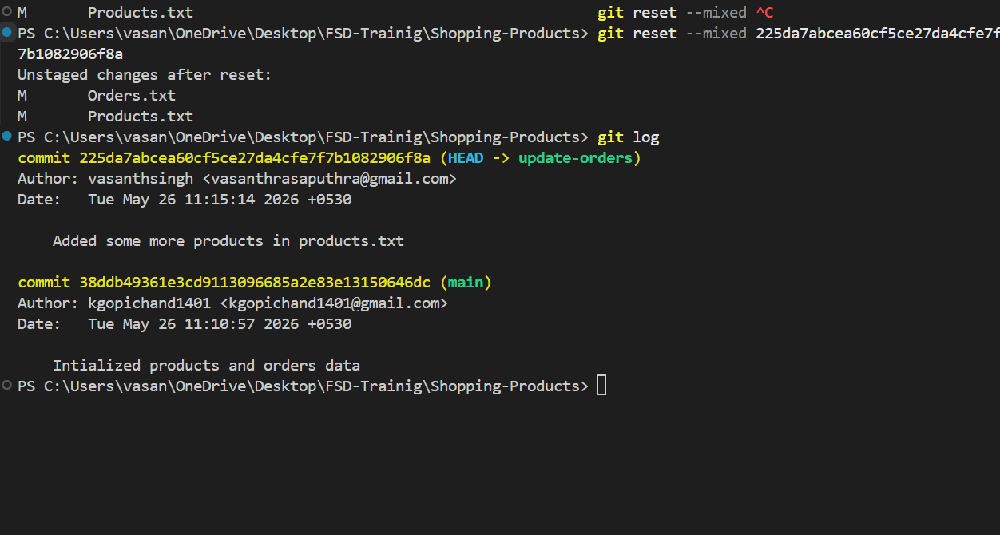 M       Products.txt                                              git reset --mixed ^C
PS C:\Users\vasan\OneDrive\Desktop\FSD-Trainig\Shopping-Products> git reset --mixed 225da7abcea60cf5ce27da4cfe7f
7b1082906f8a
Unstaged changes after reset:
M       Orders.txt
M       Products.txt
PS C:\Users\vasan\OneDrive\Desktop\FSD-Trainig\Shopping-Products> git log
commit 225da7abcea60cf5ce27da4cfe7f7b1082906f8a (HEAD -> update-orders)
Author: vasanthsingh <vasanthrasaputhra@gmail.com>
Date:   Tue May 26 11:15:14 2026 +0530
    Added some more products in products.txt
commit 38ddb49361e3cd9113096685a2e83e13150646dc (main)
Author: kgopichand1401 <kgopichand1401@gmail.com>
Date:   Tue May 26 11:10:57 2026 +0530
    Intialized products and orders data
PS C:\Users\vasan\OneDrive\Desktop\FSD-Trainig\Shopping-Products>